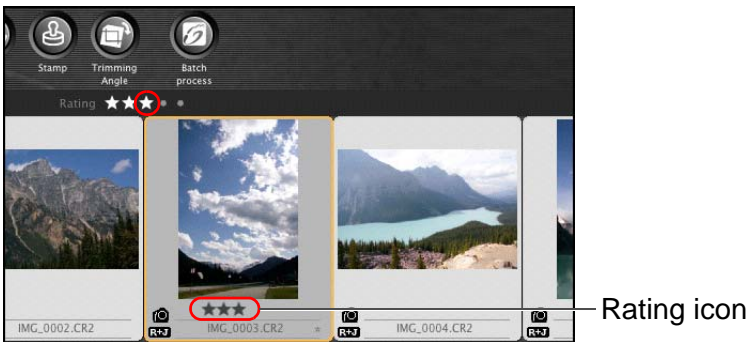 Stamp
Trimming
Angle
Batch
process
Rating
R+J
IMG_0002.CR2
IMG_0003.CR2
R+J
IMG_0004.CR2
R+J
Rating icon